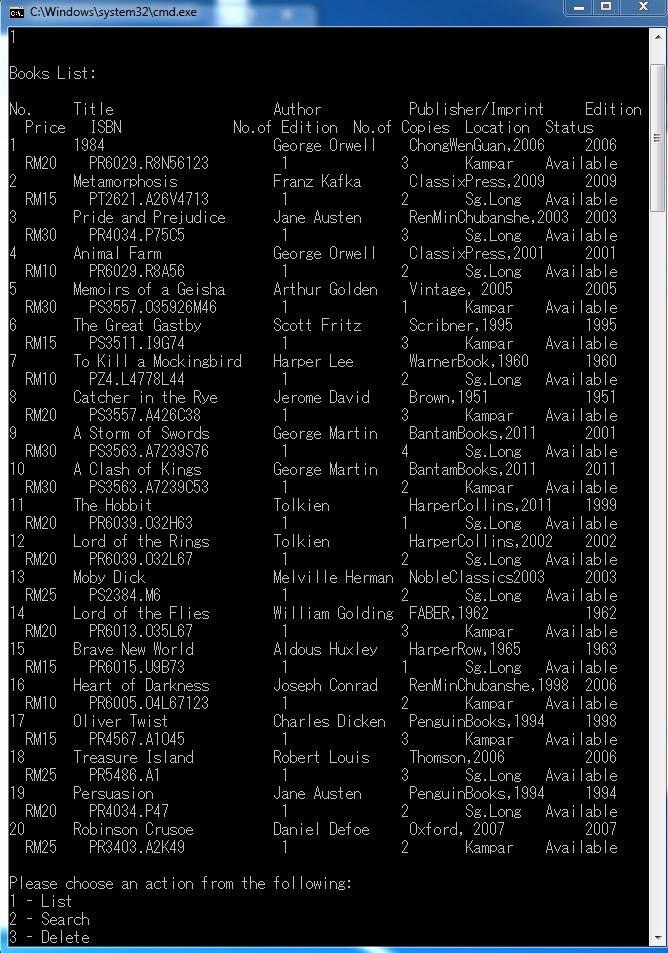 C:\Windows\system32\cmd.exe
1
Books List:
No. Title Author Publisher/Imprint Edition
Price ISBN No.of Edition No.of Copies Location Status
1 1984 George Orwell ChongWenGuan,2006 2006
RM20 PR6029.R8N56123 1 3 Kampar Available
2 Metamorphosis Franz Kafka ClassixPress,2009 2009
RM15 PT2621.A26V4713 1 2 Sg.Long Available
3 Pride and Prejudice Jane Austen RenMinChubanshe,2003 2003
RM30 PR4034.P75C5 1 3 Sg.Long Available
4 Animal Farm George Orwell ClassixPress,2001 2001
RM10 PR6029.R8A56 1 2 Sg.Long Available
5 Memoirs of a Geisha Arthur Golden Vintage, 2005 2005
RM30 PS3557.O35926M46 1 1 Kampar Available
6 The Great Gastby Scott Fritz Scribner,1995 1995
RM15 PS3511.I9G74 1 3 Kampar Available
7 To Kill a Mockingbird Harper Lee WarnerBook,1960 1960
RM10 PZ4.L4778L44 1 2 Sg.Long Available
8 Catcher in the Rye Jerome David Brown,1951 1951
RM20 PS3557.A426C38 1 3 Kampar Available
9 A Storm of Swords George Martin BantamBooks,2011 2001
RM30 PS3563.A7239S76 1 4 Sg.Long Available
10 A Clash of Kings George Martin BantamBooks,2011 2011
RM30 PS3563.A7239C53 1 2 Kampar Available
11 The Hobbit Tolkien HarperCollins,2011 1999
RM20 PR6039.O32H63 1 1 Sg.Long Available
12 Lord of the Rings Tolkien HarperCollins,2002 2002
RM20 PR6039.O32L67 1 2 Sg.Long Available
13 Moby Dick Melville Herman NobleClassics2003 2003
RM25 PS2384.M6 1 2 Sg.Long Available
14 Lord of the Flies William Golding FABER,1962 1962
RM20 PR6013.O35L67 1 3 Kampar Available
15 Brave New World Aldous Huxley HarperRow,1965 1963
RM15 PR6015.U9B73 1 1 Sg.Long Available
16 Heart of Darkness Joseph Conrad RenMinChubanshe,1998 2006
RM10 PR6005.O4L67123 1 2 Kampar Available
17 Oliver Twist Charles Dicken PenguinBooks,1994 1998
RM15 PR4567.A1O45 1 3 Kampar Available
18 Treasure Island Robert Louis Thomson,2006 2006
RM25 PR5486.A1 1 3 Sg.Long Available
19 Persuasion Jane Austen PenguinBooks,1994 1994
RM20 PR4034.P47 1 2 Sg.Long Available
20 Robinson Crusoe Daniel Defoe Oxford, 2007 2007
RM25 PR3403.A2K49 1 2 Kampar Available
Please choose an action from the following:
1 - List
2 - Search
3 - Delete